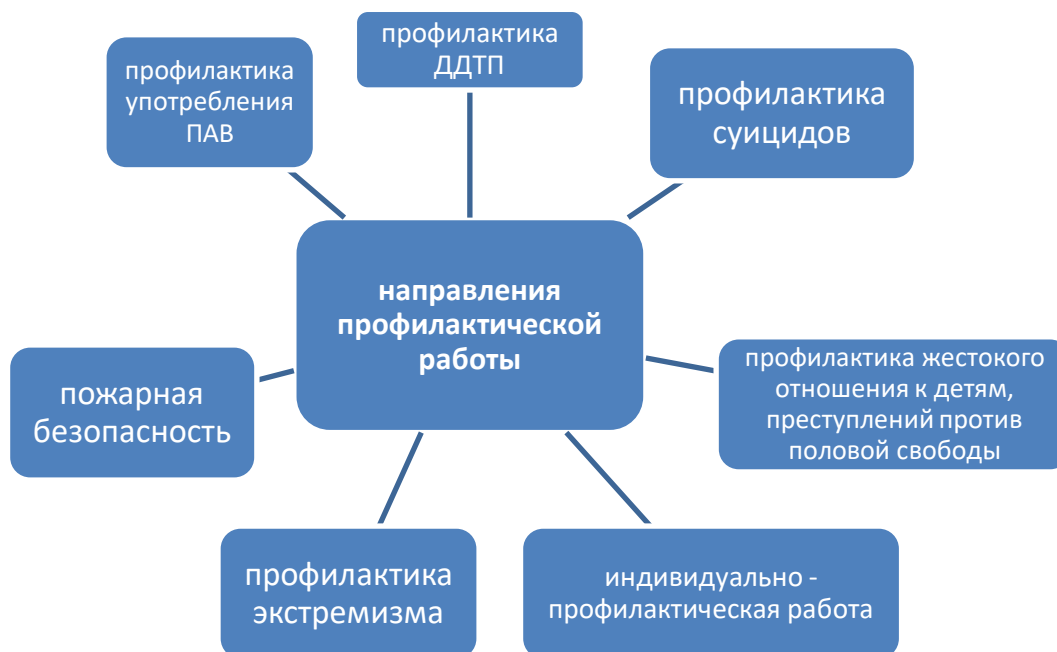 профилактика
ДДТП
профилактика
употребления
ПАВ
профилактика
суицидов
направления
профилактической
работы
пожарная
безопасность
профилактика жестокого
отношения к детям,
преступлений против
половой свободы
профилактика
экстремизма
индивидуально -
профилактическая работа